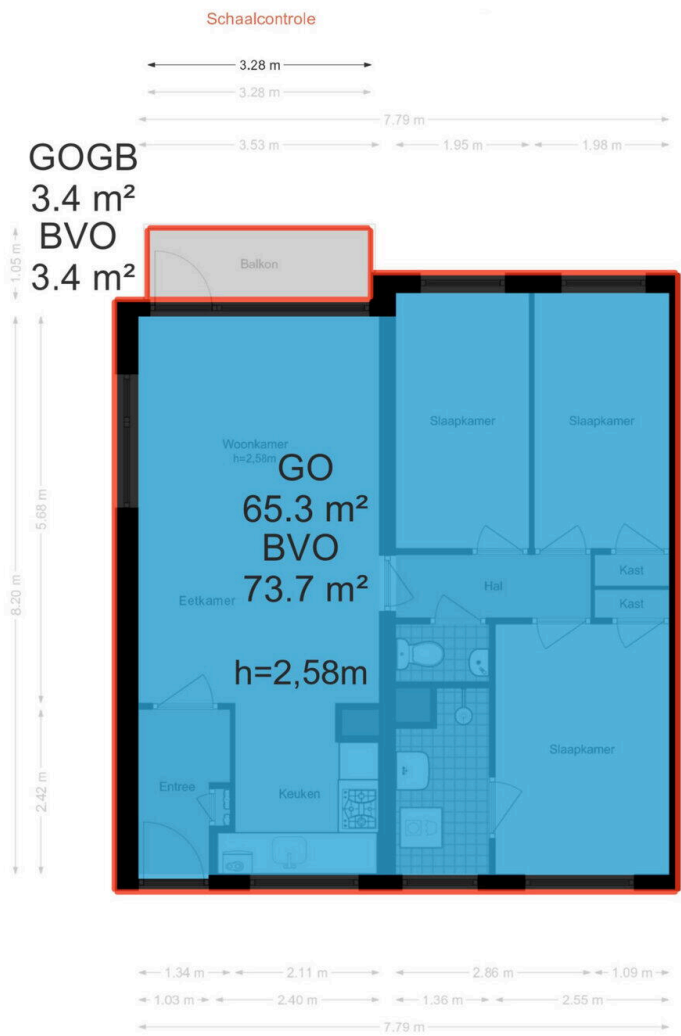 Schaalcontrole
3.28 m
3.28 m
7.79 m
3.53 m
1.95 m
1.98 m
GOGB
3.4 m²
BVO
3.4 m²
1.05 m
Balkon
Woonkamer
h=2,58m
Slaapkamer
Slaapkamer
GO
65.3 m²
BVO
73.7 m²
5.68 m
8.20 m
Eetkamer
Hal
Kast
Kast
h=2,58m
Slaapkamer
2.42 m
Entree
Keuken
1.34 m
2.11 m
2.86 m
1.09 m
1.03 m
2.40 m
1.36 m
2.55 m
7.79 m